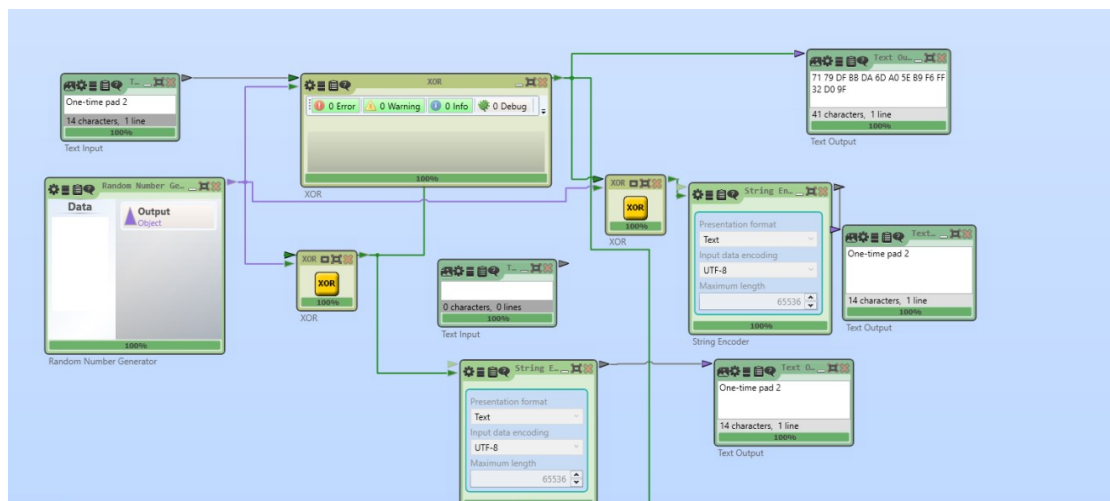 T...
One-time pad 2
14 characters, 1 line
100%
Text Input
XOR
0 Error
0 Warning
0 Info
0 Debug
100%
XOR
Text Ou...
71 79 DF BB DA 6D A0 5E B9 F6 FF
32 D0 9F
41 characters, 1 line
100%
Text Output
Random Number Ge...
Data
Output
Object
100%
Random Number Generator
XOR
XOR
100%
XOR
XOR
XOR
100%
XOR
String En...
Presentation format
Text
Input data encoding
UTF-8
Maximum length
65536
100%
String Encoder
Text...
One-time pad 2
14 characters, 1 line
100%
Text Output
T...
0 characters, 0 lines
100%
Text Input
String E...
Presentation format
Text
Input data encoding
UTF-8
Maximum length
65536
Text O...
One-time pad 2
14 characters, 1 line
100%
Text Output